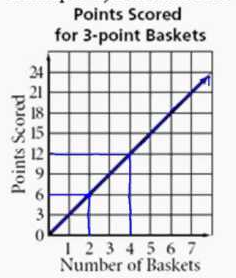 Points Scored
for 3-point Baskets
Points Scored
24
21
18
15
12
9
6
3
0
1 2 3 4 5 6 7
Number of Baskets